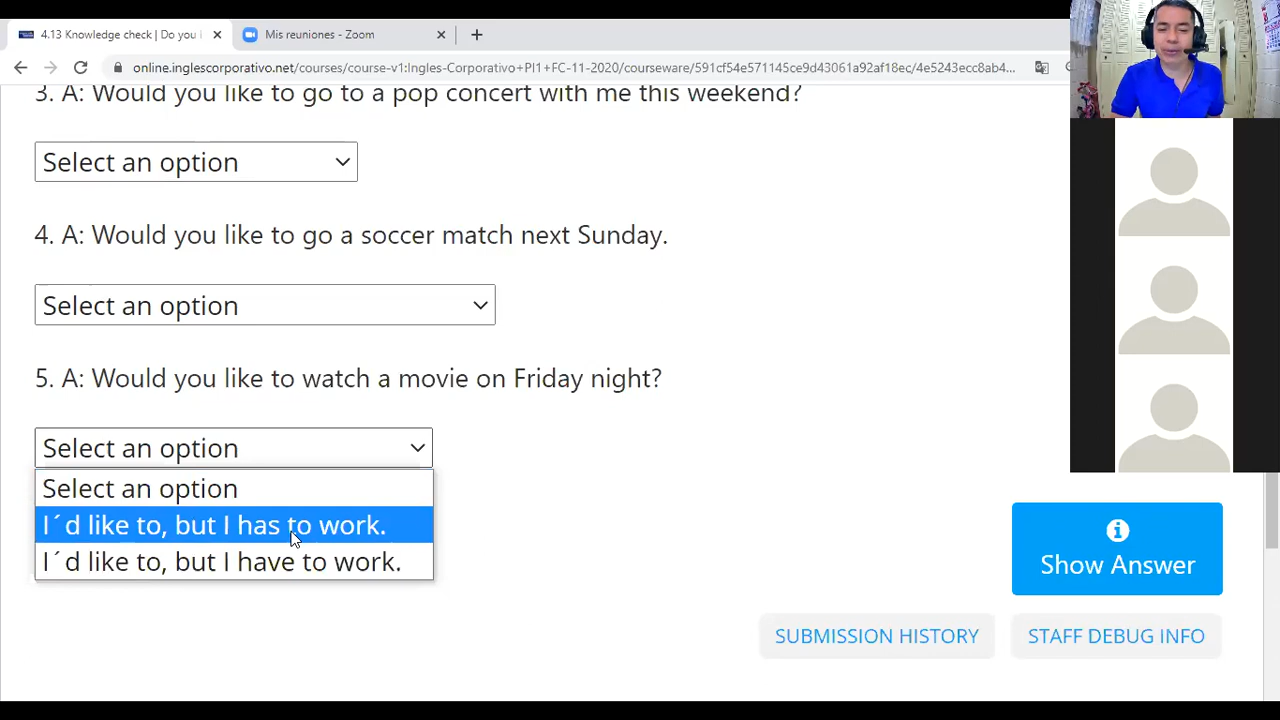 4.13 Knowledge check | Do you l
Mis reuniones - Zoom
online.inglescorporativo.net/courses/course-v1:Ingles-Corporativo+PI1+FC-11-2020/courseware/591cf54e571145ce9d43061a92af18ec/4e5243ecc8ab4...
3. A: Would you like to go to a pop concert with me this weekend?
Select an option
4. A: Would you like to go a soccer match next Sunday.
Select an option
5. A: Would you like to watch a movie on Friday night?
Select an option
Select an option
I´d like to, but I has to work.
I´d like to, but I have to work.
Show Answer
SUBMISSION HISTORY
STAFF DEBUG INFO